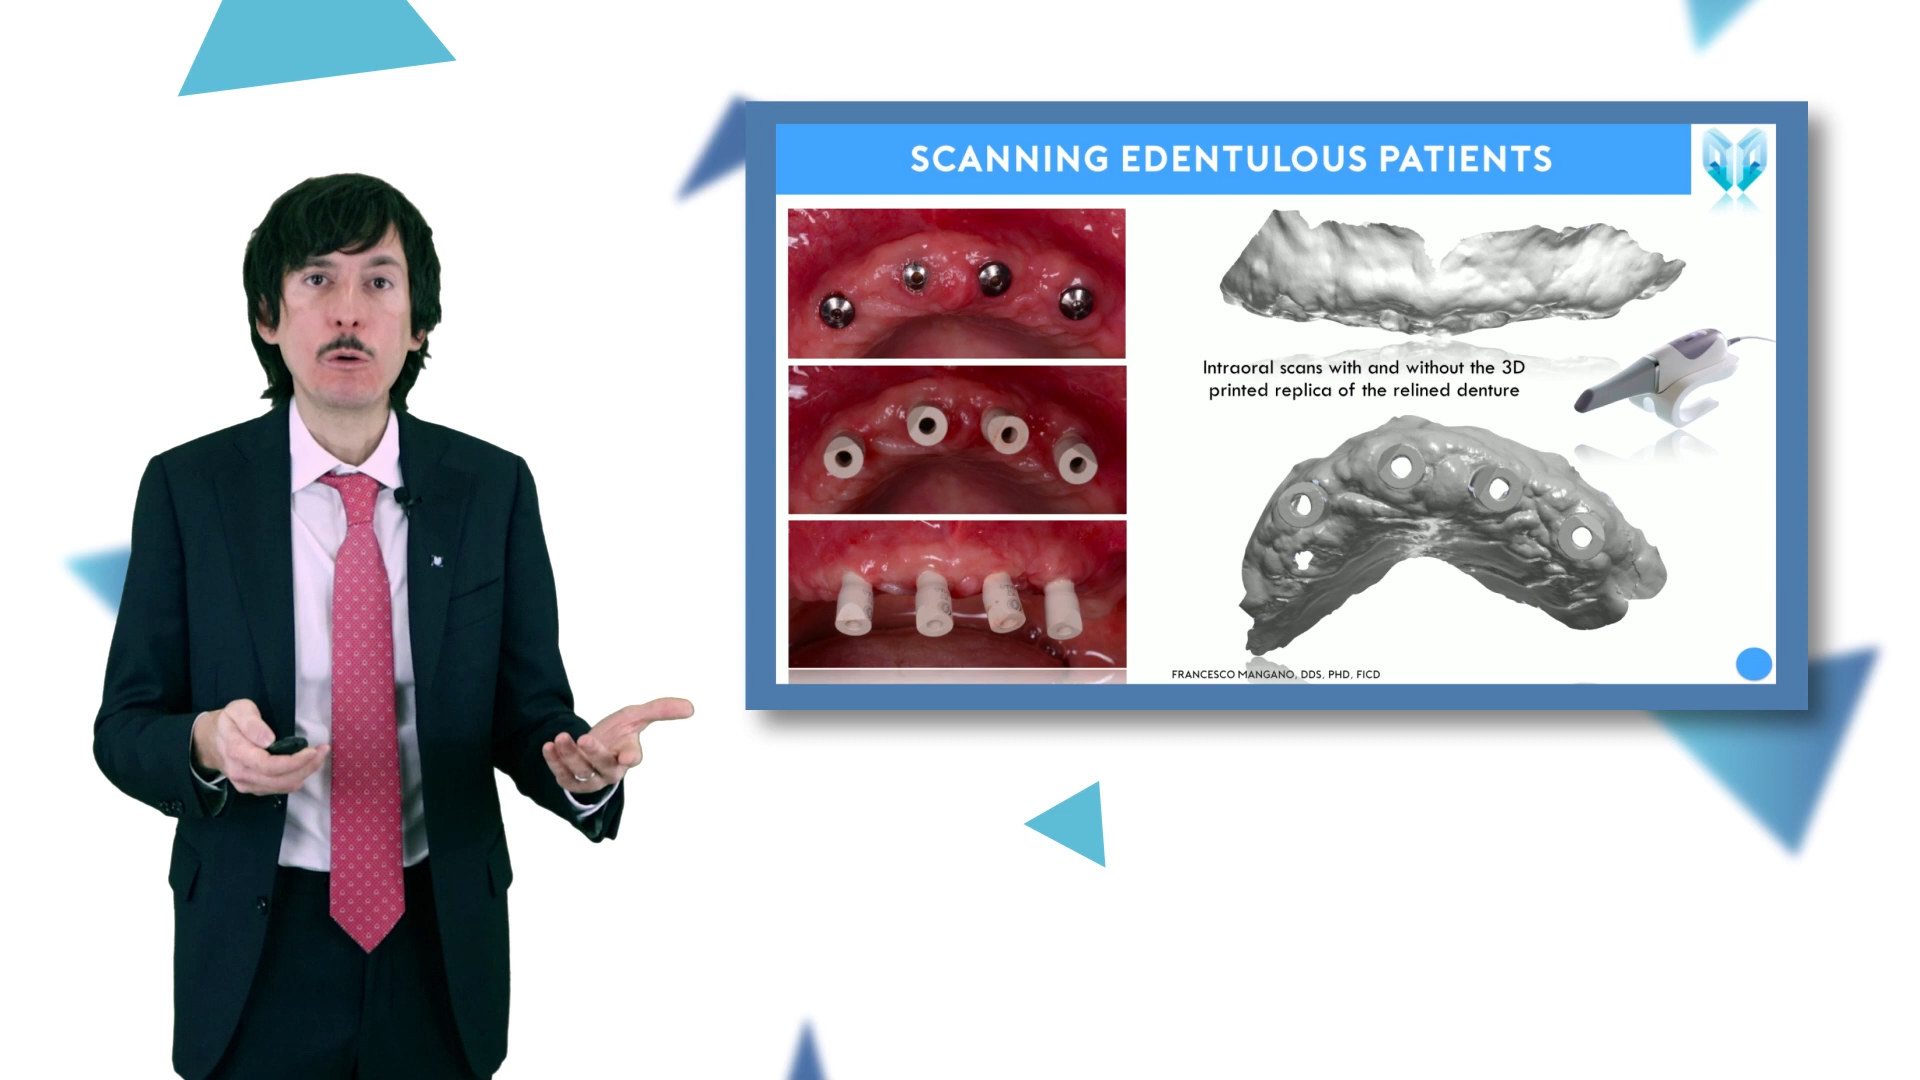 SCANNING EDENTULOUS PATIENTS
Intraoral scans with and without the 3D
printed replica of the relined denture
FRANCESCO MANGANO, DDS, PHD, FICD